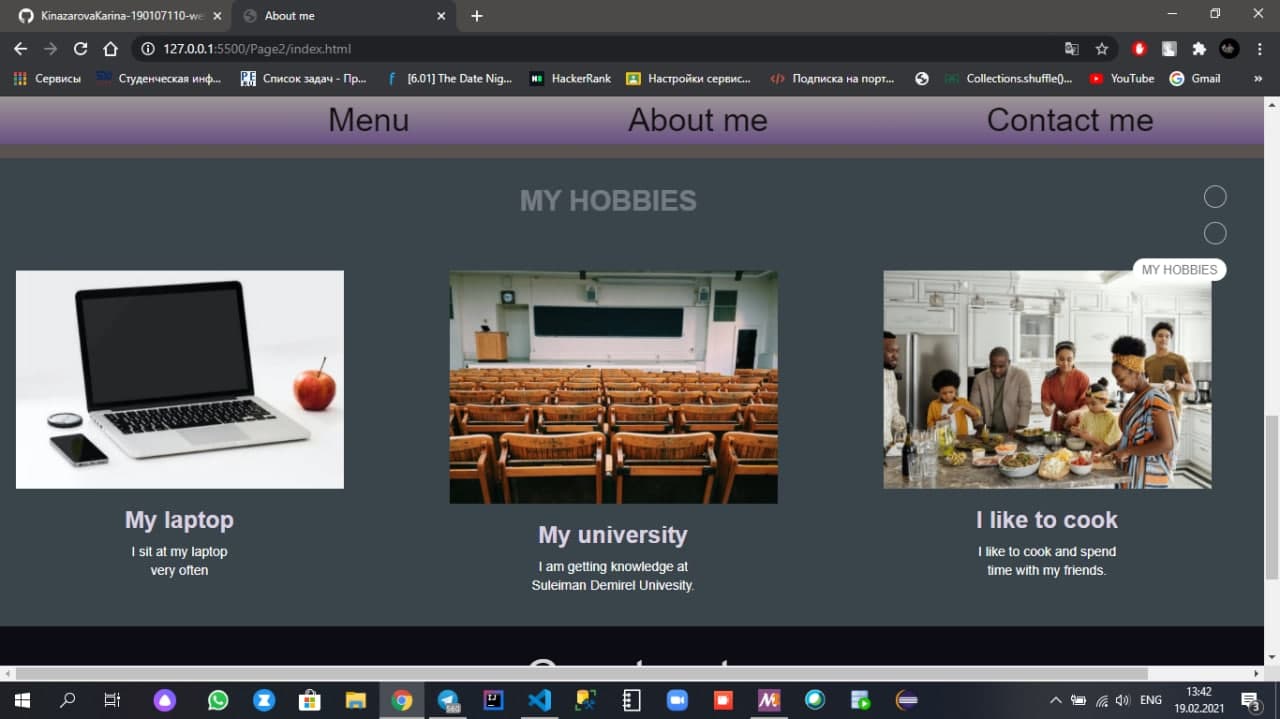 KinazarovaKarina-190107110-we
About me
127.0.0.1:5500/Page2/index.html
Сервисы
Студенческая инф...
Список задач - Пр...
[6.01] The Date Nig...
HackerRank
Настройки сервис...
Подписка на порт...
Collections.shuffle()...
YouTube
Gmail
»
Menu
About me
Contact me
MY HOBBIES
MY HOBBIES
My laptop
I sit at my laptop
very often
My university
I am getting knowledge at
Suleiman Demirel Univesity.
I like to cook
I like to cook and spend
time with my friends.
560
ENG
13:42
19.02.2021
3